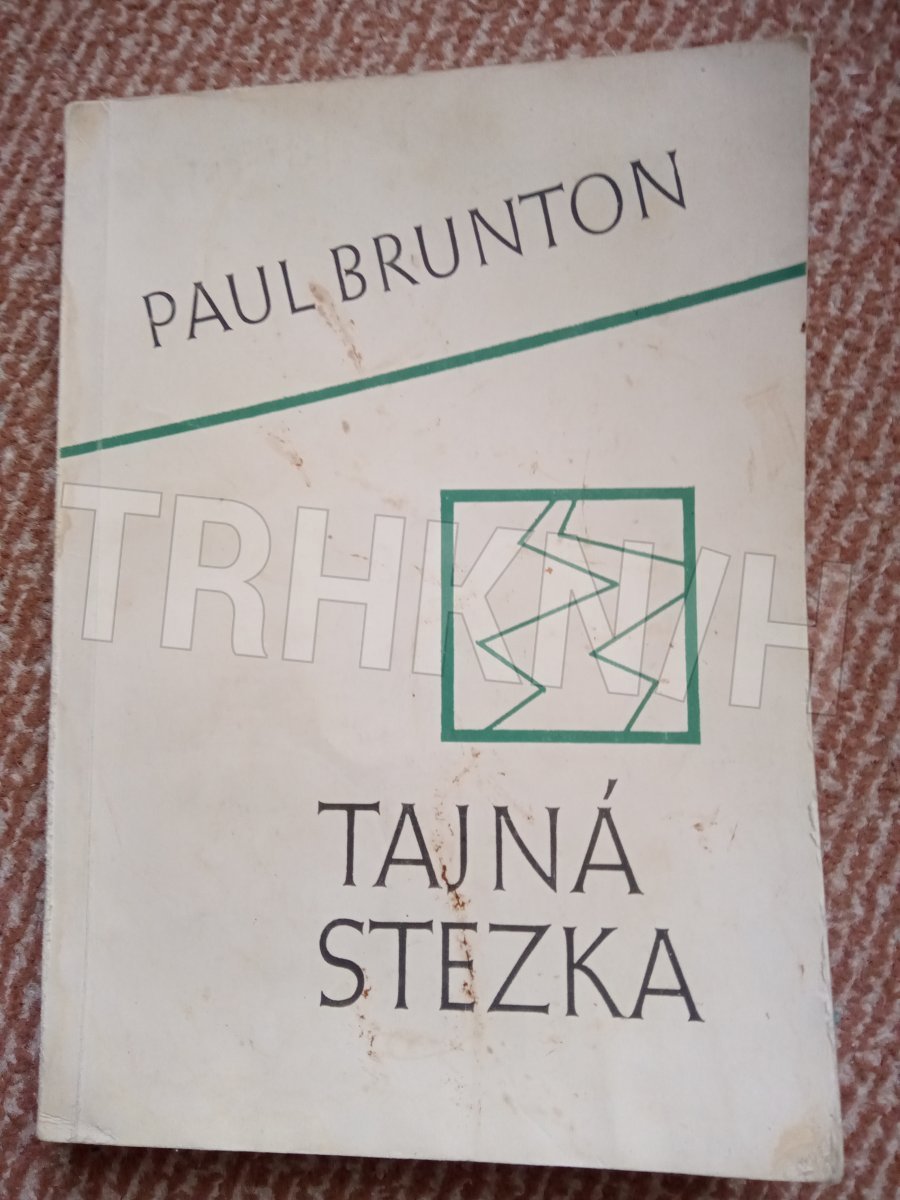 PAUL BRUNTON
TRHKNIH
TAJNÁ
STEZKA